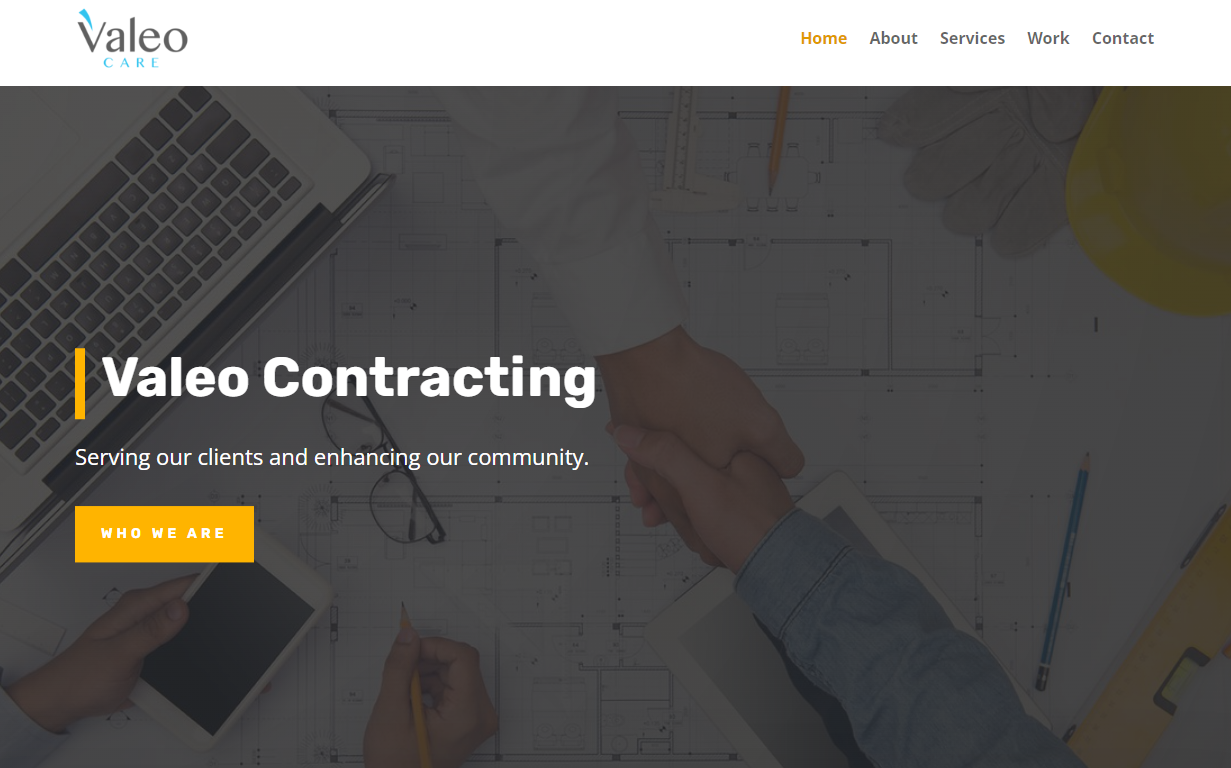 Valeo
CARE
Home About Services Work Contact
Valeo Contracting
Serving our clients and enhancing our community.
WHO WE ARE